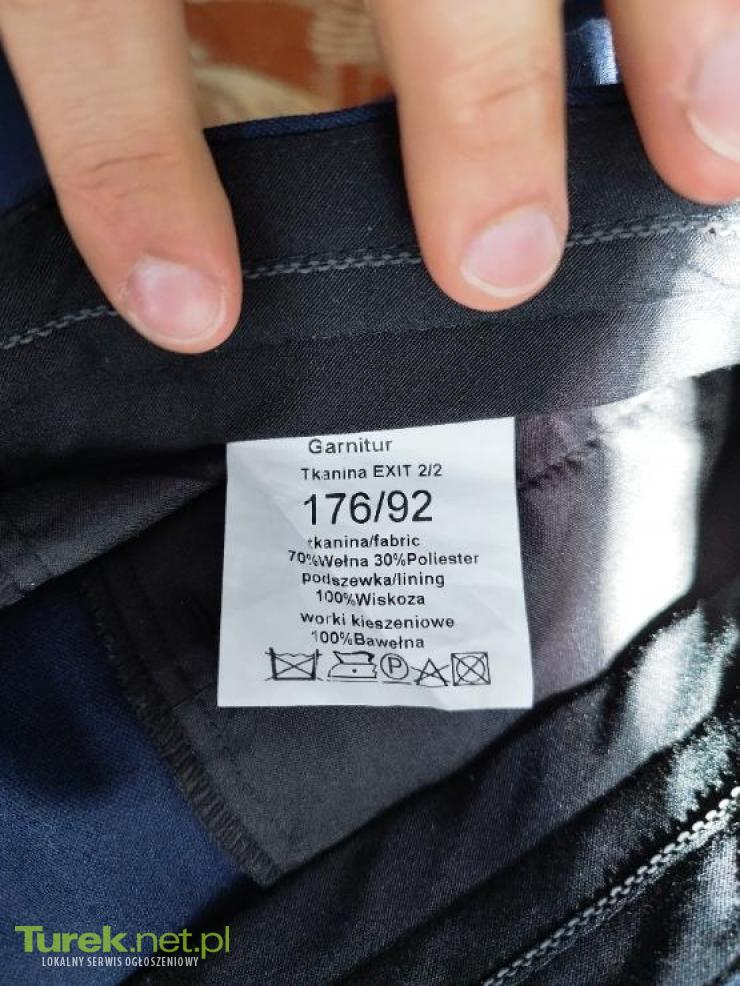 Garnitur
Tkanina EXIT 2/2
176/92
tkanina/fabric
70%Wełna 30%Poliester
podszewka/lining
100%Wiskoza
worki kieszeniowe
100%Bawełna
P
Turek.net.pl
LOKALNY SERWIS OGŁOSZENIOWY